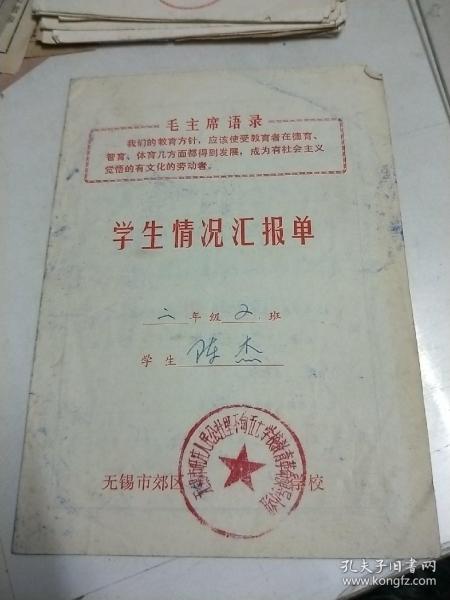 毛主席语录
我们的教育方针，应该使受教育者在德育、
智育、体育几方面都得到发展，成为有社会主义
觉悟的有文化的劳动者。
学生情况汇报单
二年级2班
学生 陈杰
无锡市郊区
学校
孔夫子旧书网
www.kongfz.com